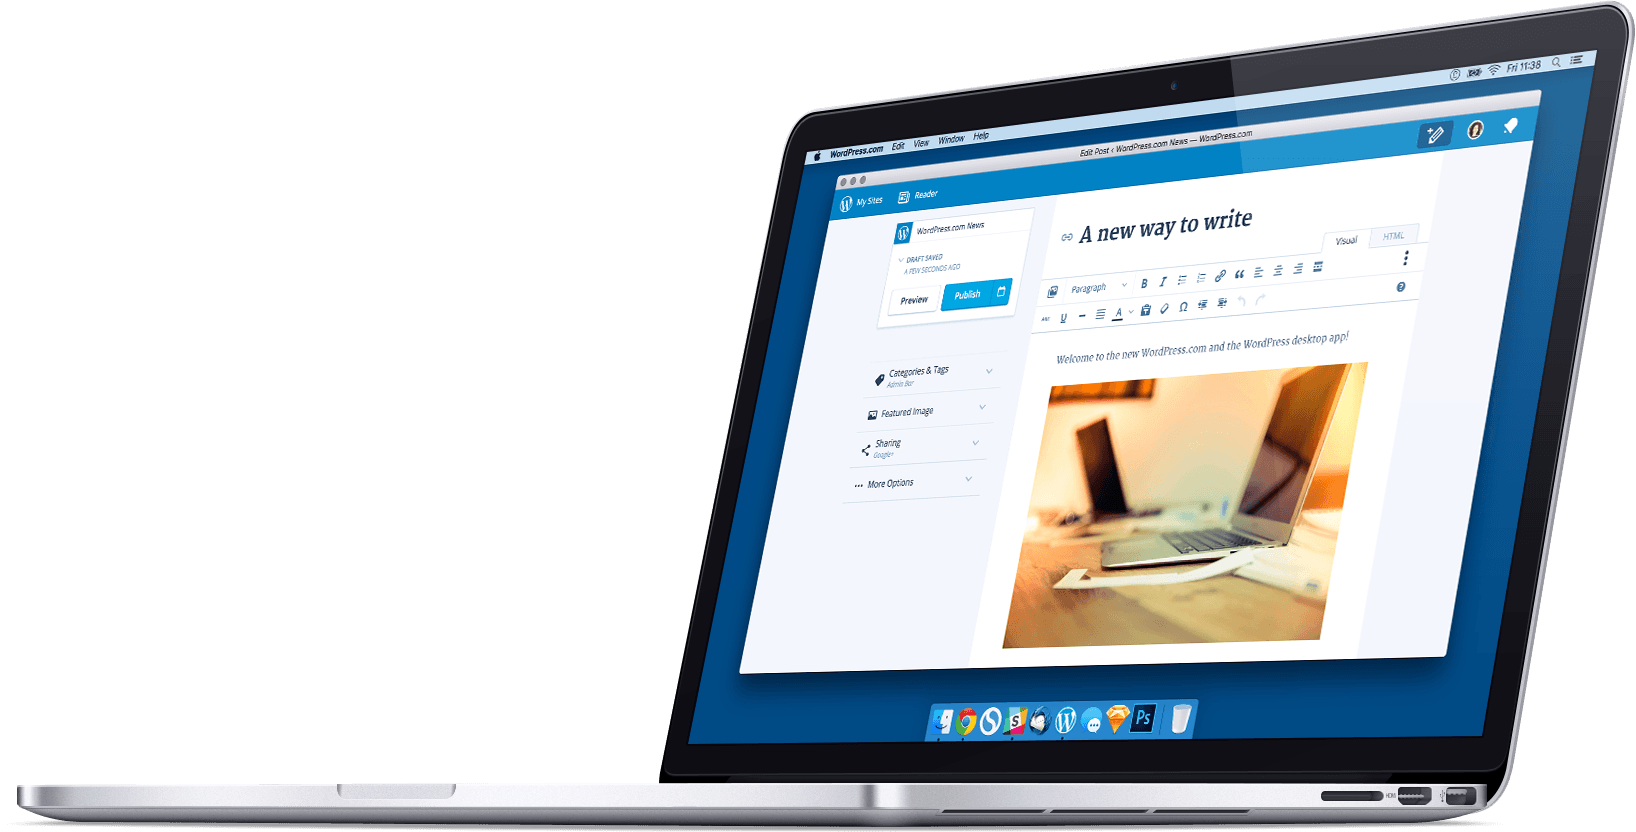 WordPress.com Edit View Window Help
Fri 11:38
Edit Post ‹ WordPress.com News — WordPress.com
My Sites Reader
WordPress.com News
DRAFT SAVED
A FEW SECONDS AGO
Preview Publish
Categories & Tags
Admin Bar
Featured Image
Sharing
Google+
More Options
A new way to write
Visual HTML
Paragraph B I
ABC U A Ω
Welcome to the new WordPress.com and the WordPress desktop app!
S
Ps